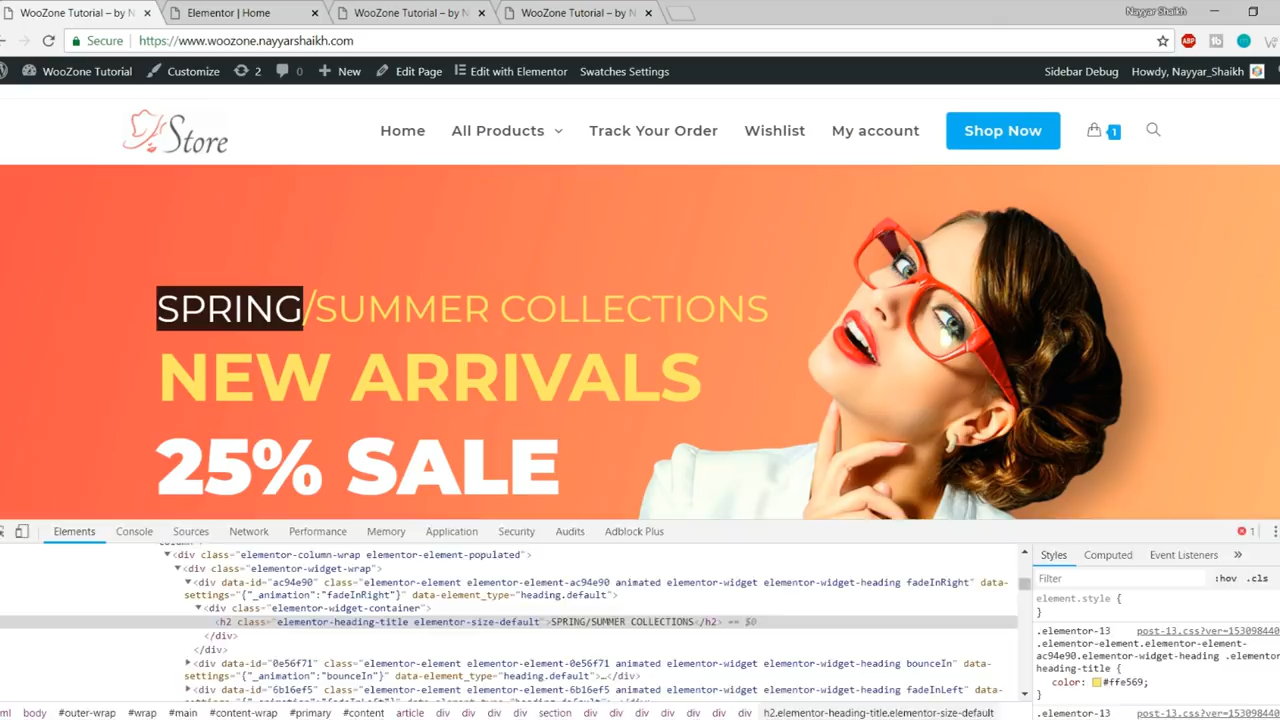 WooZone Tutorial – by N
Elementor | Home
WooZone Tutorial – by N
WooZone Tutorial – by N
Nayyar Shaikh
Secure
https://www.woozone.nayyarshaikh.com
ABP
WooZone Tutorial
Customize
2
0
New
Edit Page
Edit with Elementor
Swatches Settings
Sidebar Debug
Howdy, Nayyar_Shaikh
Store
Home
All Products
Track Your Order
Wishlist
My account
Shop Now
1
SPRING/SUMMER COLLECTIONS
NEW ARRIVALS
25% SALE
Elements
Console
Sources
Network
Performance
Memory
Application
Security
Audits
Adblock Plus
1
<div class="elementor-column-wrap elementor-element-populated">
<div class="elementor-widget-wrap">
<div data-id="ac94e90" class="elementor-element elementor-element-ac94e90 animated elementor-widget elementor-widget-heading fadeInRight" data-
settings="{"_animation":"fadeInRight"}" data-element_type="heading.default">
<div class="elementor-widget-container">
<h2 class="elementor-heading-title elementor-size-default">SPRING/SUMMER COLLECTIONS</h2> == $0
</div>
</div>
<div data-id="0e56f71" class="elementor-element elementor-element-0e56f71 animated elementor-widget elementor-widget-heading bounceIn" data-
settings="{"_animation":"bounceIn"}" data-element_type="heading.default">…</div>
<div data-id="6b16ef5" class="elementor-element elementor-element-6b16ef5 animated elementor-widget elementor-widget-heading fadeInLeft" data-
Styles
Computed
Event Listeners
»
Filter
:hov
.cls
element.style {
}
.elementor-13
post-13.css?ver=153098440
.elementor-element.elementor-element-
ac94e90.elementor-widget-heading .elementor
heading-title {
color: #ffe569;
}
.elementor-13
post-13.css?ver=153098440
ml body #outer-wrap #wrap #main #content-wrap #primary #content article div div div section div div div div div div h2.elementor-heading-title.elementor-size-default